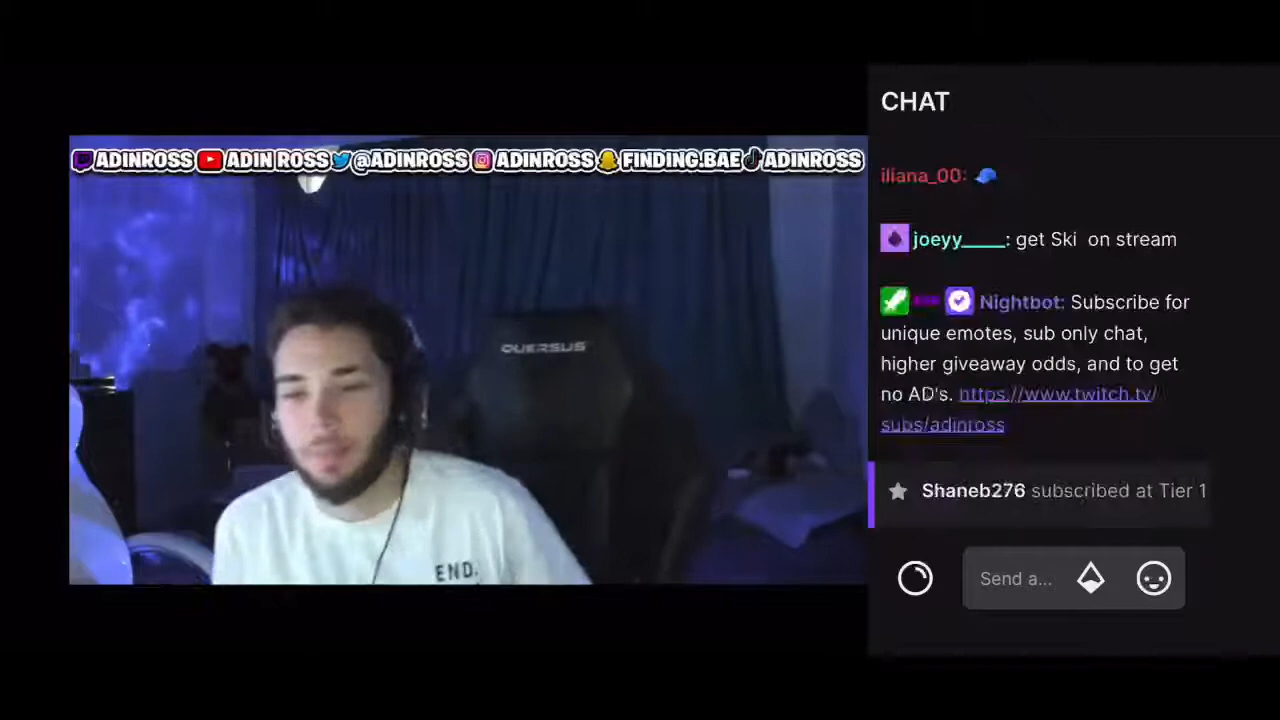 ADINROSS ADIN ROSS @ADINROSS ADINROSS FINDING.BAE ADINROSS
QUERSUS
END.
CHAT
iliana_00:
joeyy____: get Ski on stream
Nightbot: Subscribe for
unique emotes, sub only chat,
higher giveaway odds, and to get
no AD's. https://www.twitch.tv/
subs/adinross
Shaneb276 subscribed at Tier 1
Send a...